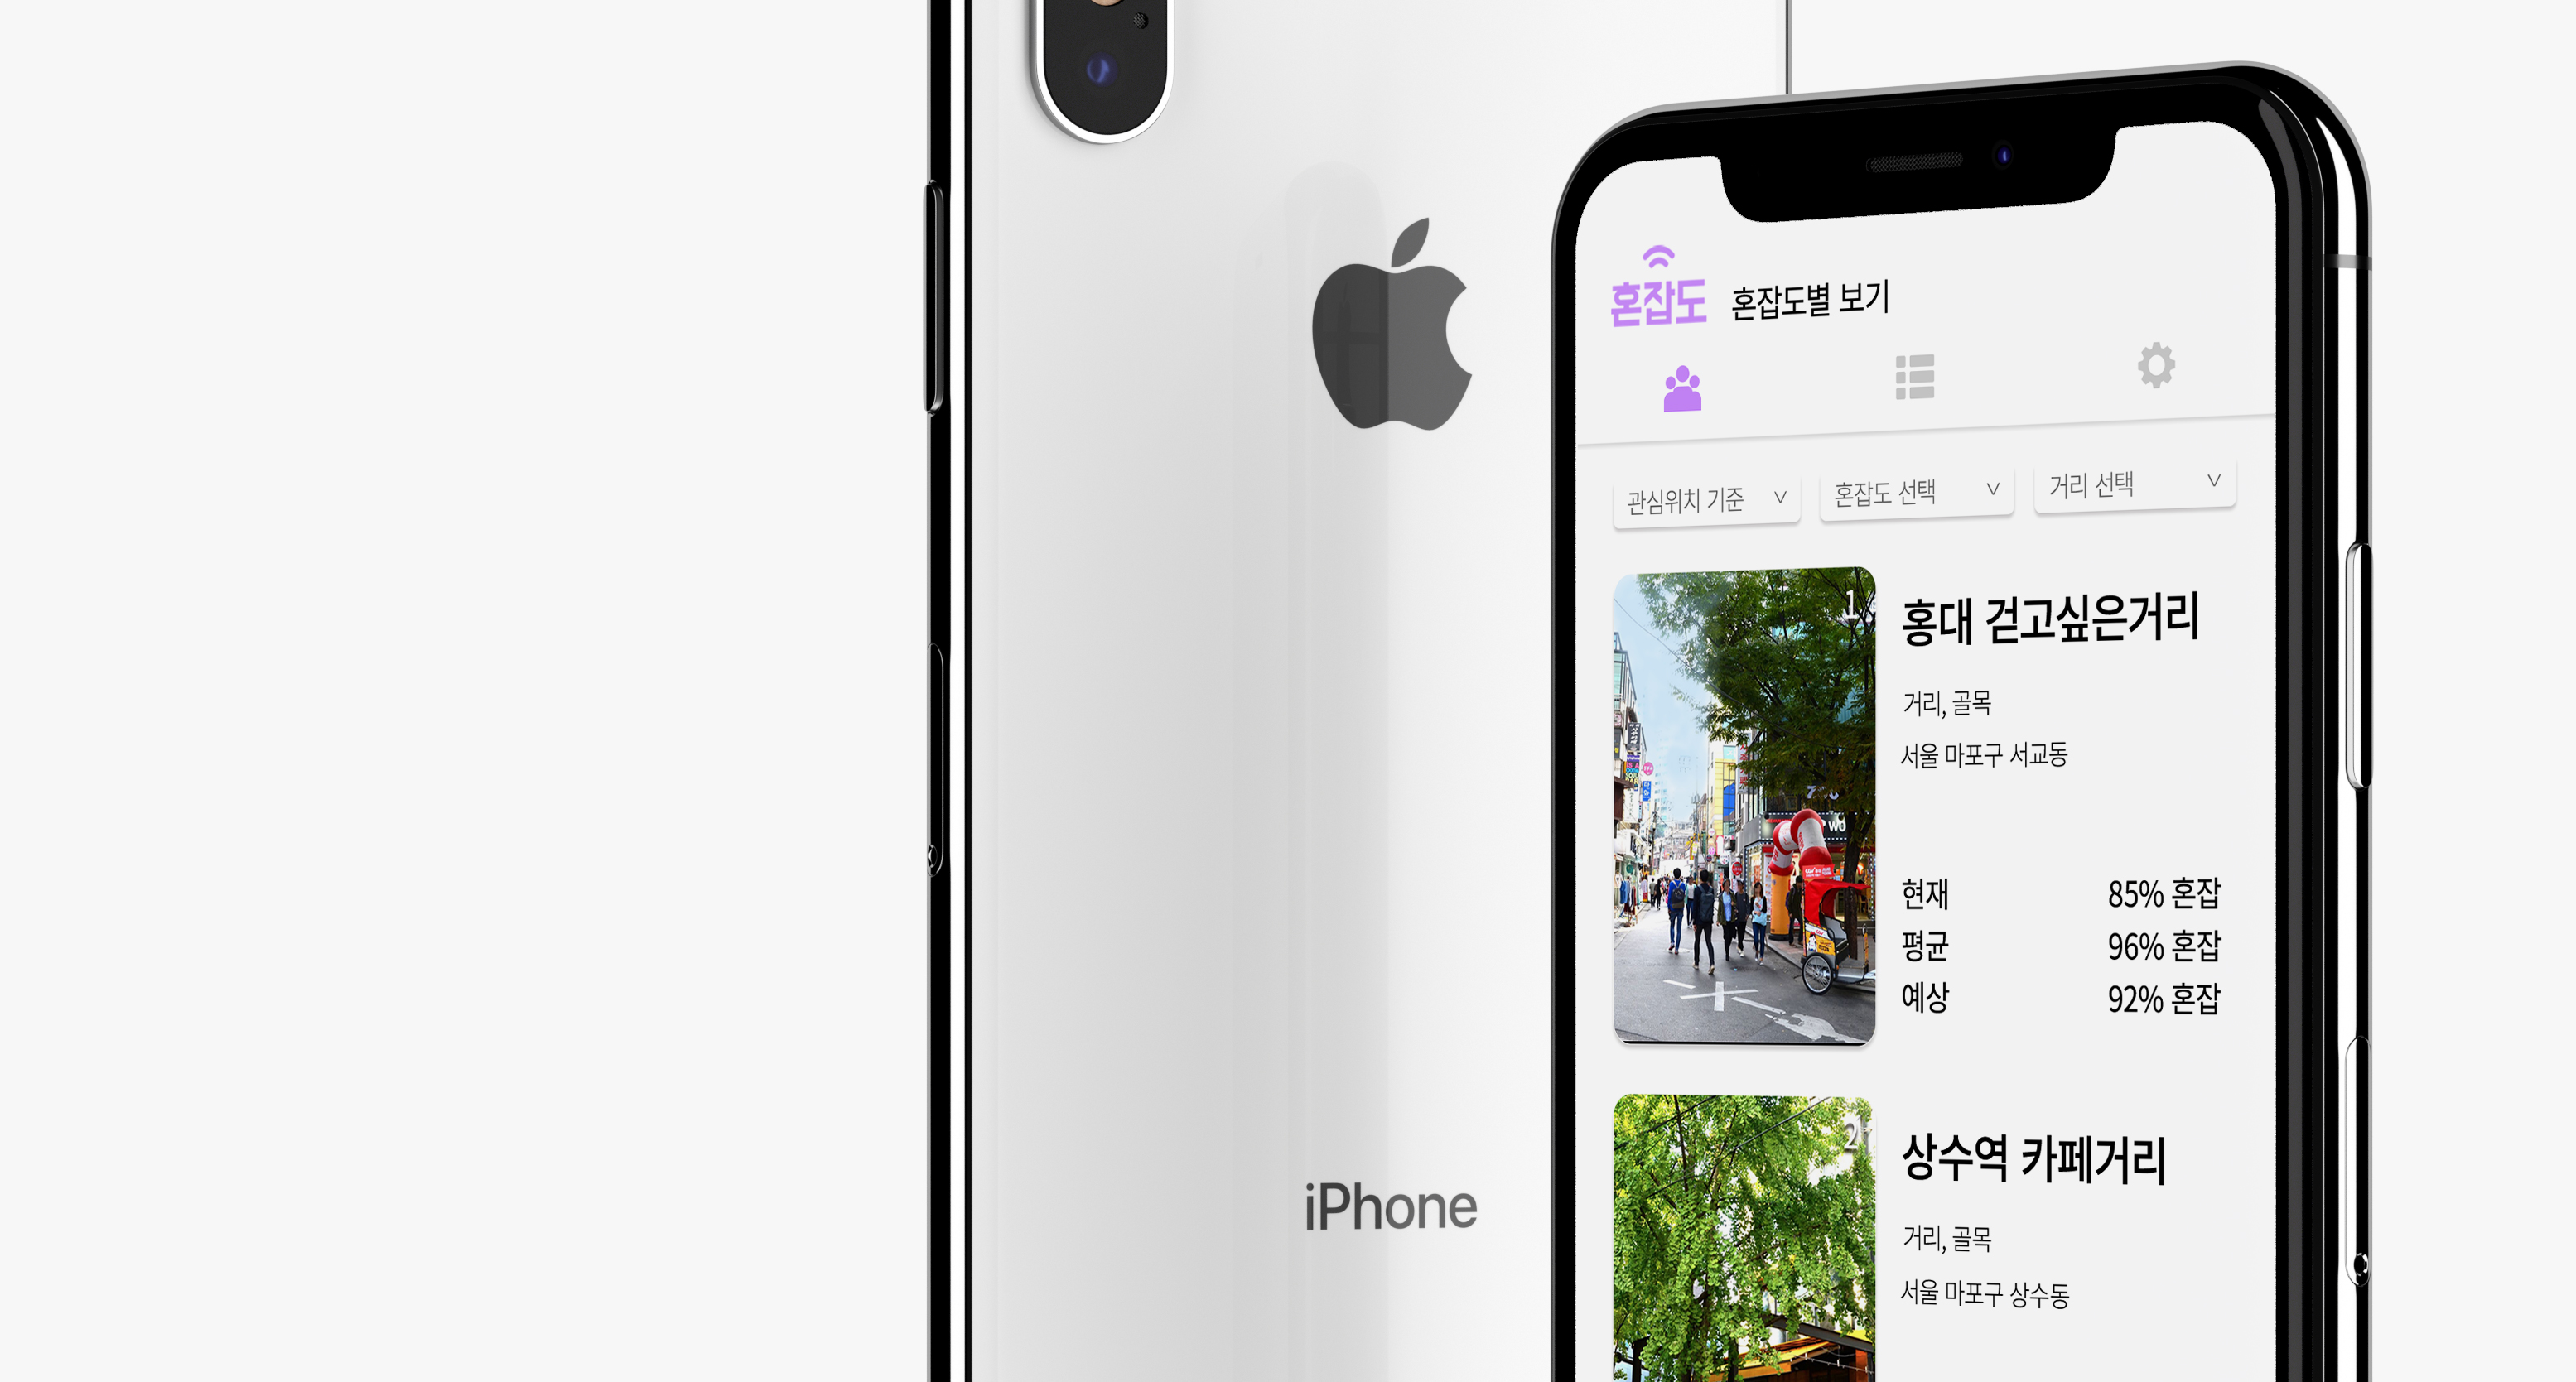 iPhone
혼잡도
혼잡도별 보기
관심위치 기준 ∨
혼잡도 선택 ∨
거리 선택 ∨
1
홍대 걷고싶은거리
거리, 골목
서울 마포구 서교동
현재 85% 혼잡
평균 96% 혼잡
예상 92% 혼잡
2
상수역 카페거리
거리, 골목
서울 마포구 상수동